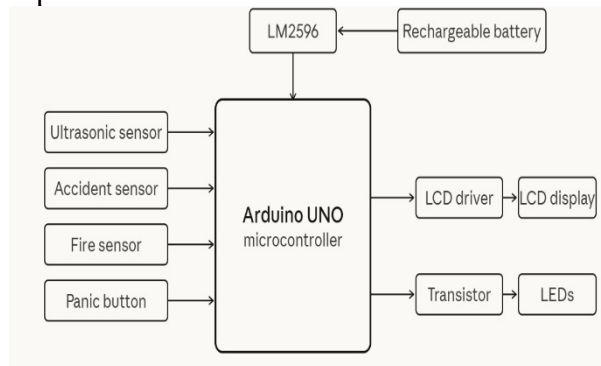 LM2596
Rechargeable battery
Ultrasonic sensor
Accident sensor
Fire sensor
Panic button
Arduino UNO
microcontroller
LCD driver
LCD display
Transistor
LEDs